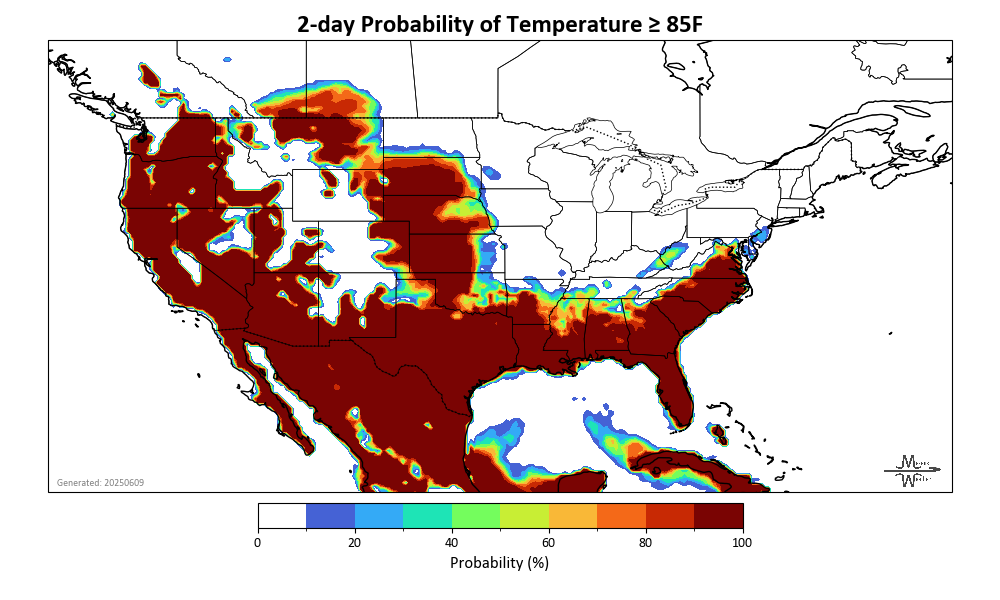 2-day Probability of Temperature ≥ 85F
Generated: 20250609
0 20 40 60 80 100
Probability (%)